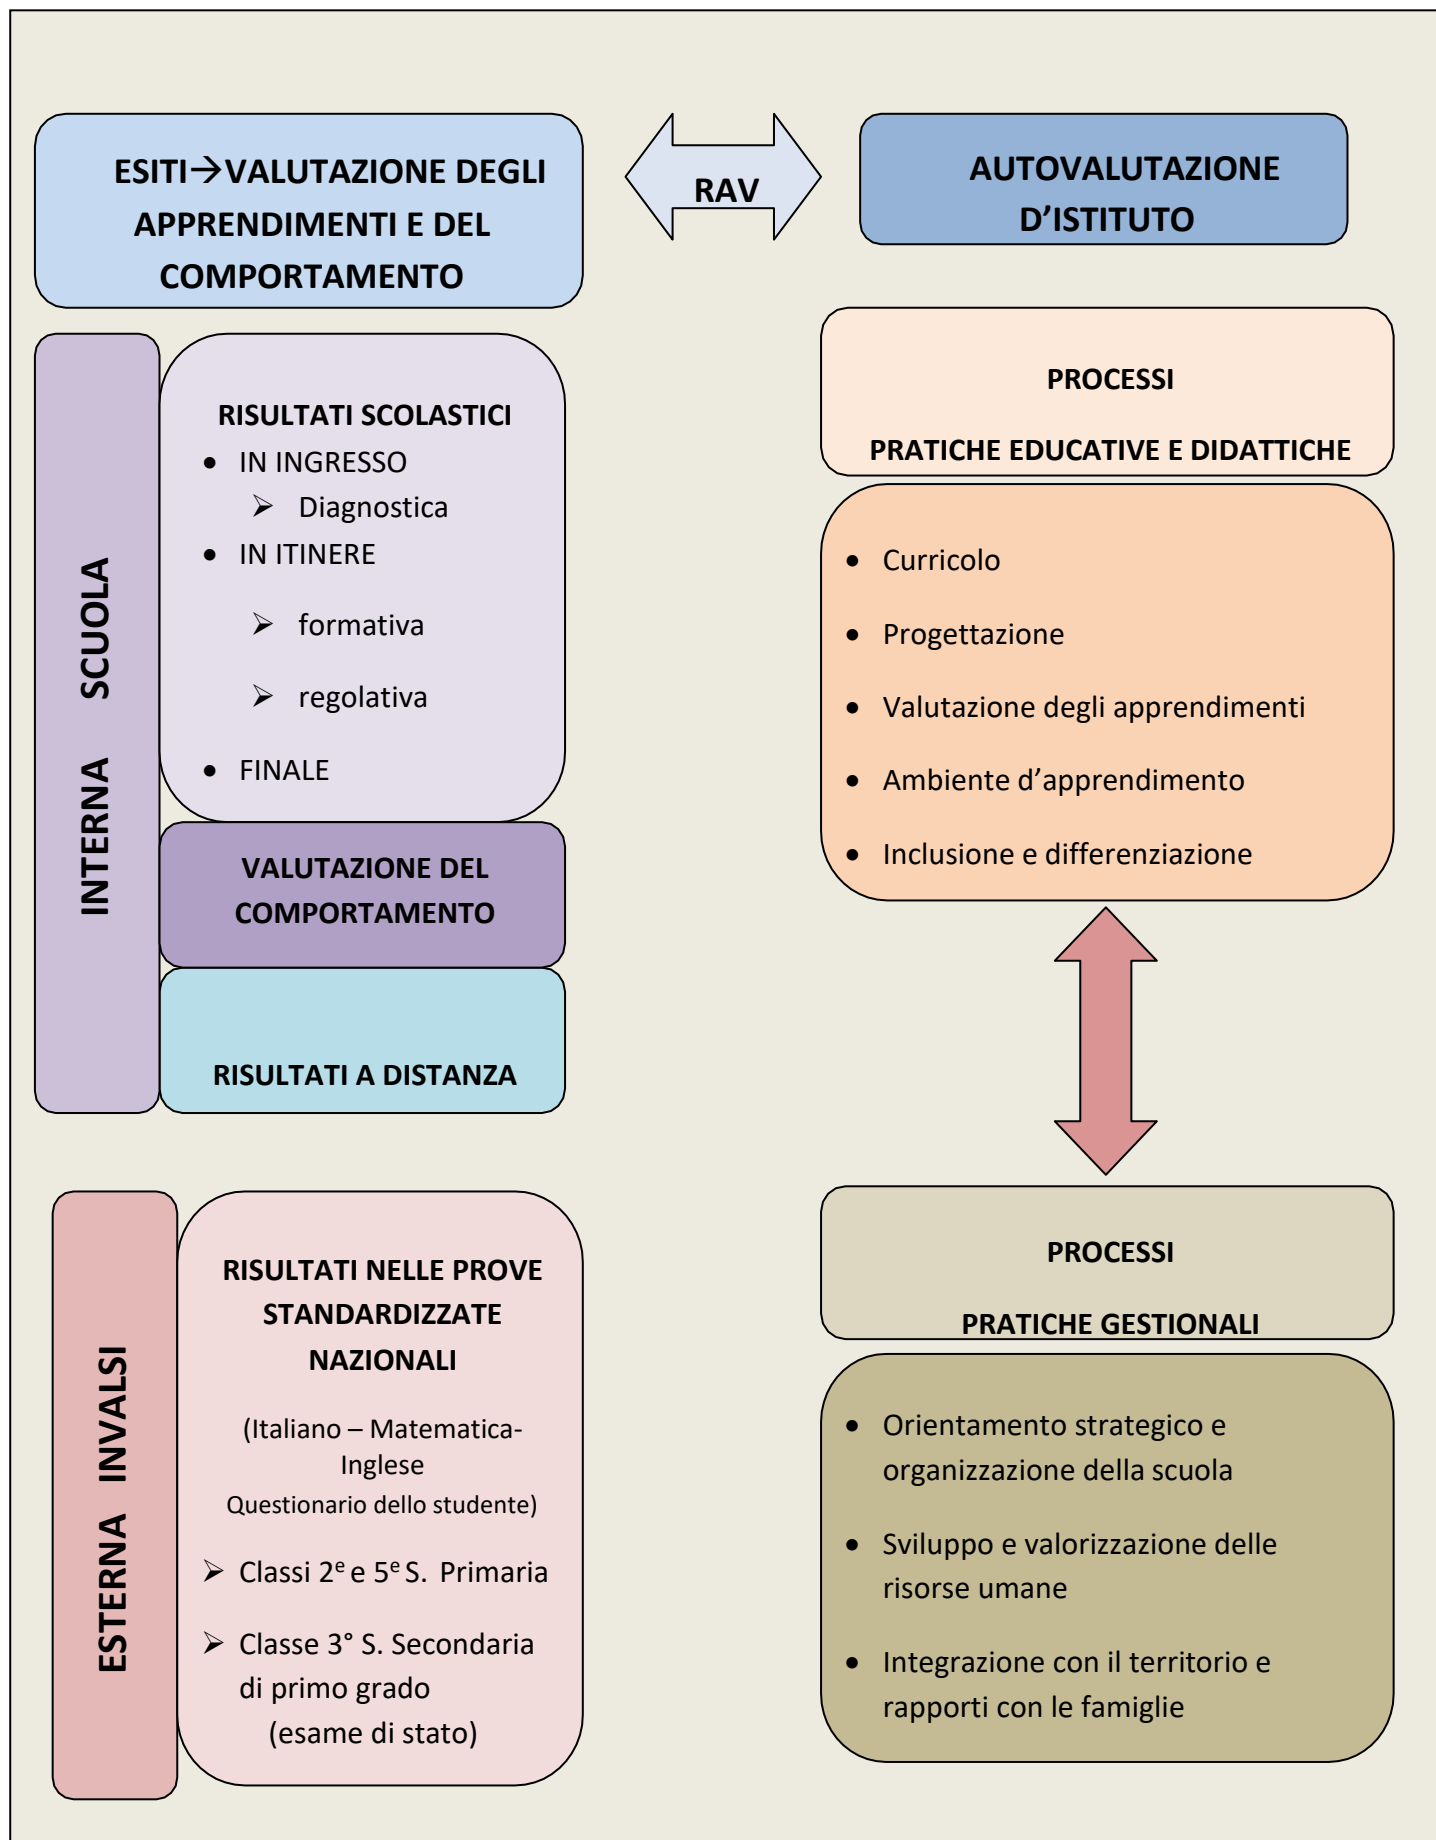 ESITI→VALUTAZIONE DEGLI
APPRENDIMENTI E DEL
COMPORTAMENTO
RAV
AUTOVALUTAZIONE
D’ISTITUTO
INTERNA SCUOLA
RISULTATI SCOLASTICI
• IN INGRESSO
➢ Diagnostica
• IN ITINERE
➢ formativa
➢ regolativa
• FINALE
VALUTAZIONE DEL
COMPORTAMENTO
RISULTATI A DISTANZA
ESTERNA INVALSI
RISULTATI NELLE PROVE
STANDARDIZZATE
NAZIONALI
(Italiano – Matematica-
Inglese
Questionario dello studente)
➢ Classi 2ᵉ e 5ᵉ S. Primaria
➢ Classe 3° S. Secondaria
di primo grado
(esame di stato)
PROCESSI
PRATICHE EDUCATIVE E DIDATTICHE
• Curricolo
• Progettazione
• Valutazione degli apprendimenti
• Ambiente d’apprendimento
• Inclusione e differenziazione
PROCESSI
PRATICHE GESTIONALI
• Orientamento strategico e
organizzazione della scuola
• Sviluppo e valorizzazione delle
risorse umane
• Integrazione con il territorio e
rapporti con le famiglie